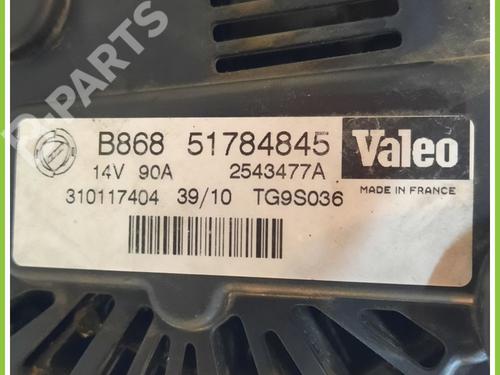 B-PARTS
B868 51784845
Valeo
14V 90A 2543477A
310117404 39/10 TG9S036
MADE IN FRANCE